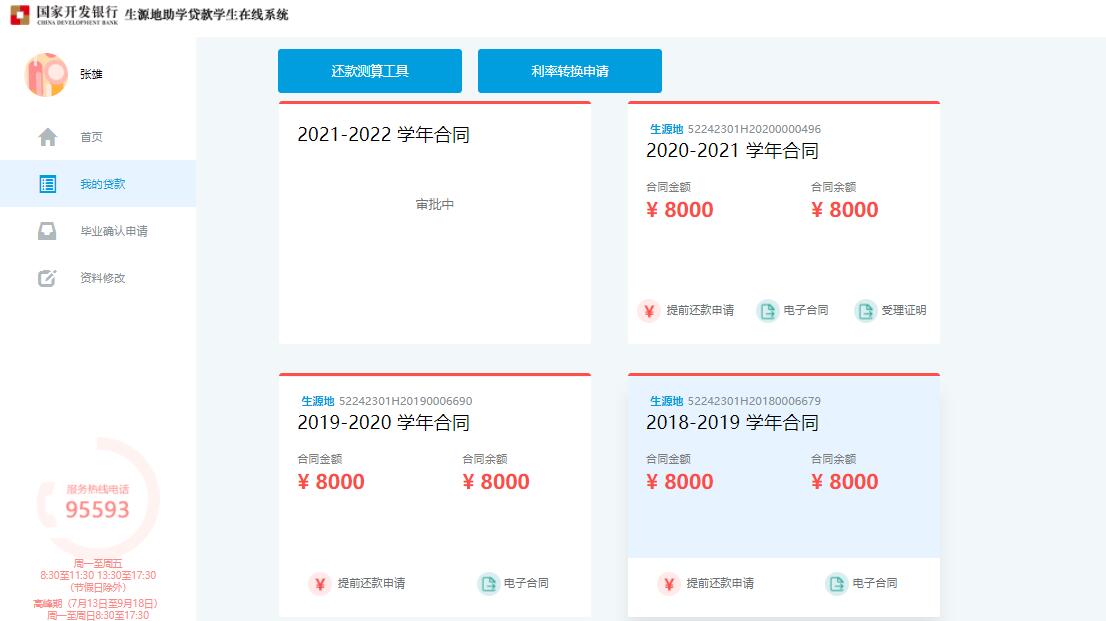 国家开发银行 生源地助学贷款学生在线系统
CHINA DEVELOPMENT BANK
张雄
首页
我的贷款
毕业确认申请
资料修改
服务热线电话
95593
周一至周五
8:30至11:30 13:30至17:30
(节假日除外)
高峰期（7月13日至9月18日）
周一至周日8:30至17:30
还款测算工具 利率转换申请
2021-2022 学年合同
审批中
生源地 52242301H20200000496
2020-2021 学年合同
合同金额 合同余额
¥ 8000 ¥ 8000
¥ 提前还款申请 电子合同 受理证明
生源地 52242301H20190006690
2019-2020 学年合同
合同金额 合同余额
¥ 8000 ¥ 8000
¥ 提前还款申请 电子合同
生源地 52242301H20180006679
2018-2019 学年合同
合同金额 合同余额
¥ 8000 ¥ 8000
¥ 提前还款申请 电子合同